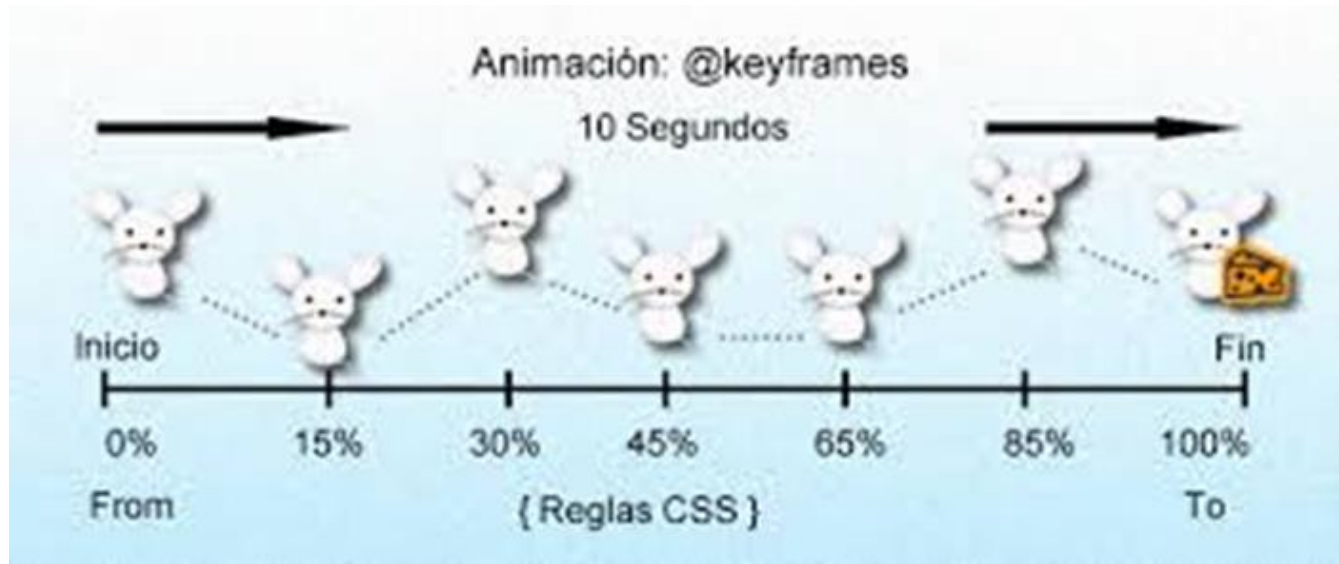 Animación: @keyframes
10 Segundos
Inicio
Fin
0% 15% 30% 45% 65% 85% 100%
From { Reglas CSS } To